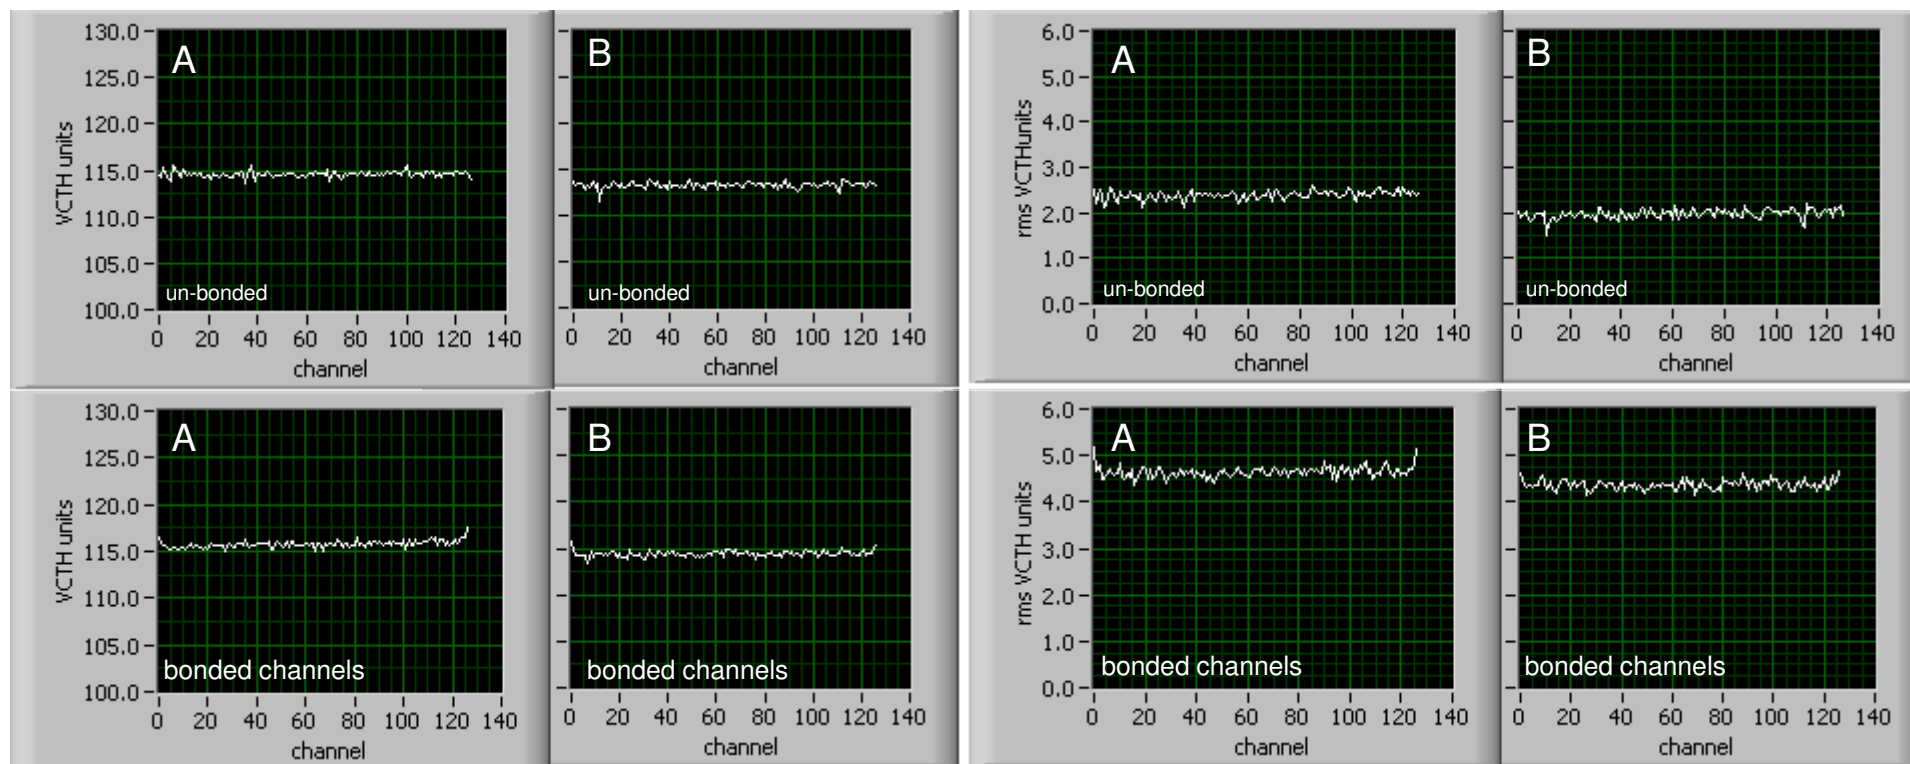 130.0
125.0
120.0
115.0
110.0
105.0
100.0
VCTH units
A
un-bonded
0 20 40 60 80 100 120 140
channel
B
un-bonded
0 20 40 60 80 100 120 140
channel
6.0
5.0
4.0
3.0
2.0
1.0
0.0
rms VCTHunits
A
un-bonded
0 20 40 60 80 100 120 140
channel
B
un-bonded
0 20 40 60 80 100 120 140
channel
130.0
125.0
120.0
115.0
110.0
105.0
100.0
VCTH units
A
bonded channels
0 20 40 60 80 100 120 140
channel
B
bonded channels
0 20 40 60 80 100 120 140
channel
6.0
5.0
4.0
3.0
2.0
1.0
0.0
rms VCTH units
A
bonded channels
0 20 40 60 80 100 120 140
channel
B
bonded channels
0 20 40 60 80 100 120 140
channel